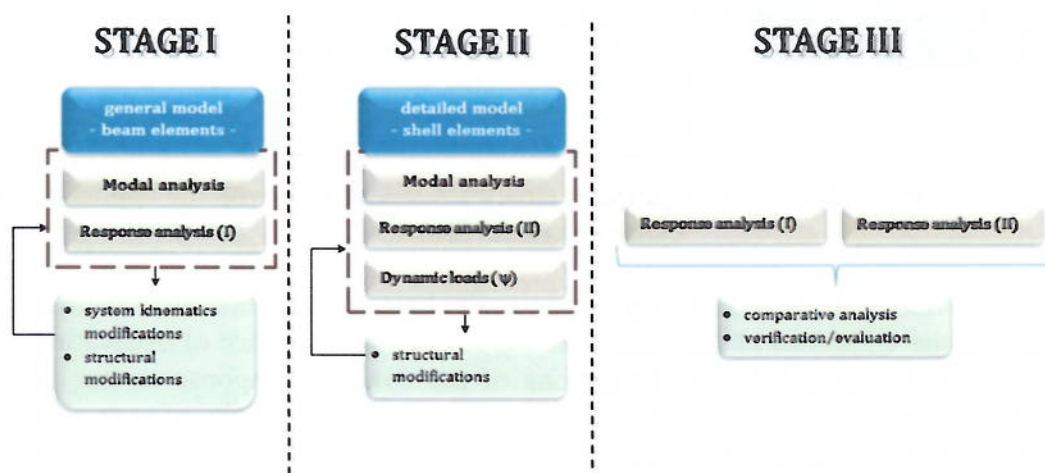 STAGE I
general model
- beam elements -
Modal analysis
Response analysis (I)
• system kinematics
modifications
• structural
modifications
STAGE II
detailed model
- shell elements -
Modal analysis
Response analysis (II)
Dynamic loads (ψ)
• structural
modifications
STAGE III
Response analysis (I)
Response analysis (II)
• comparative analysis
• verification/evaluation